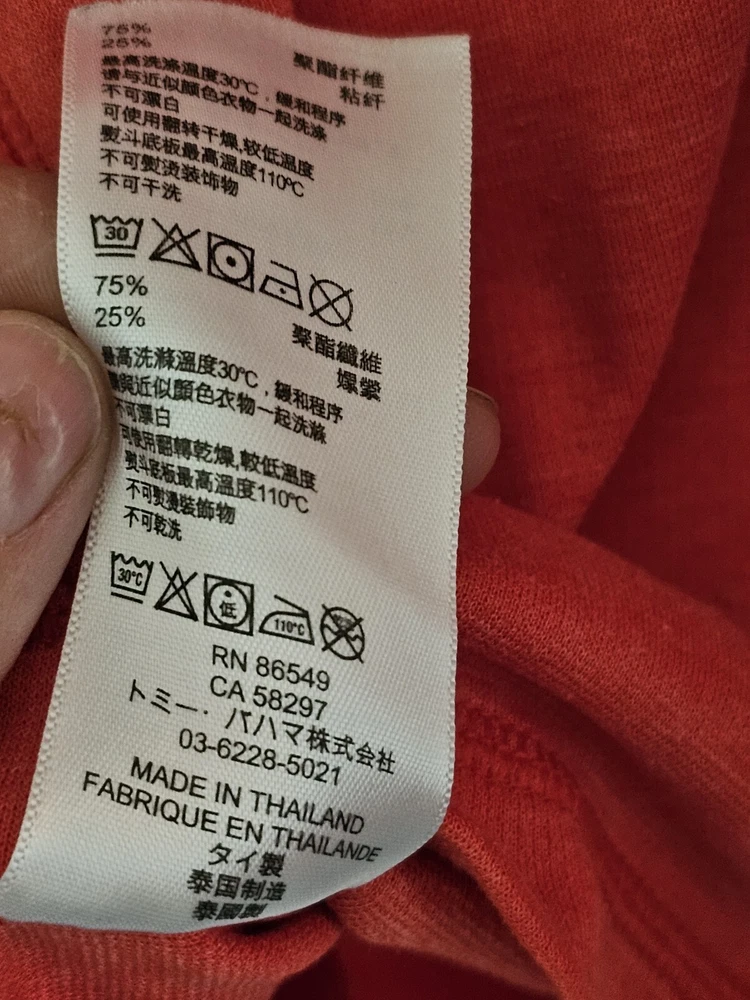 75%
25%
聚酯纤维
粘纤
最高洗涤温度30℃，緩和程序
请与近似颜色衣物一起洗涤
不可漂白
可使用翻转干燥,较低温度
熨斗底板最高温度110℃
不可熨烫装饰物
不可干洗
30
75%
25%
聚酯纖維
嫘縈
最高洗滌溫度30℃，緩和程序
請與近似顏色衣物一起洗滌
不可漂白
可使用翻轉乾燥,較低溫度
熨斗底板最高溫度110℃
不可熨燙裝飾物
不可乾洗
30℃
低
110℃
RN 86549
CA 58297
トミー・バハマ株式会社
03-6228-5021
MADE IN THAILAND
FABRIQUE EN THAILANDE
タイ製
泰国制造
泰國製